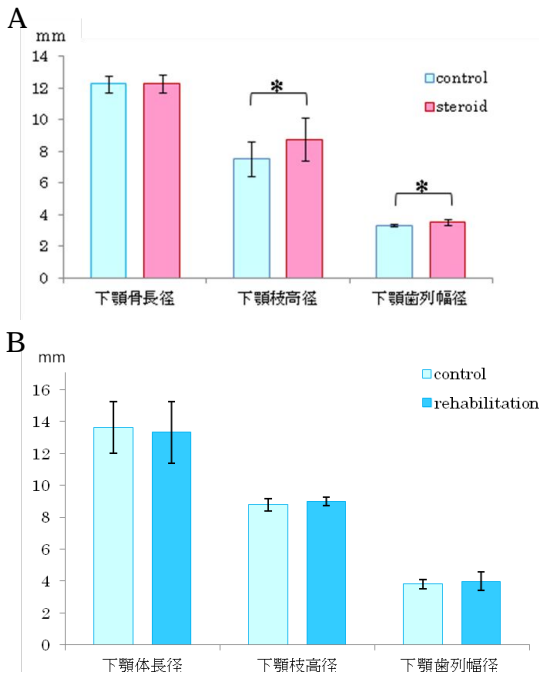 A
mm
14
12
10
8
6
4
2
0
control
steroid
*
*
下顎骨長径 下顎枝高径 下顎歯列幅径
B
mm
16
14
12
10
8
6
4
2
0
control
rehabilitation
下顎体長径 下顎枝高径 下顎歯列幅径